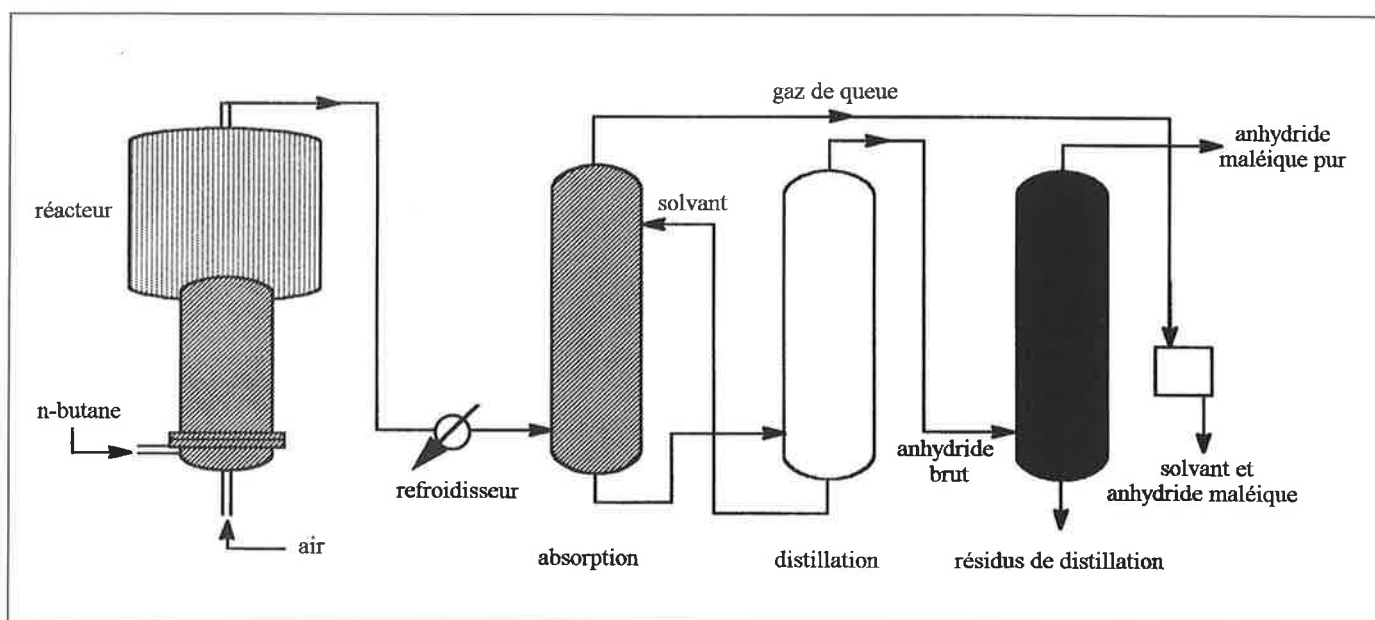 gaz de queue
anhydride
maléique pur
réacteur
solvant
n-butane
refroidisseur
anhydride
brut
solvant et
anhydride maléique
air
absorption
distillation
résidus de distillation